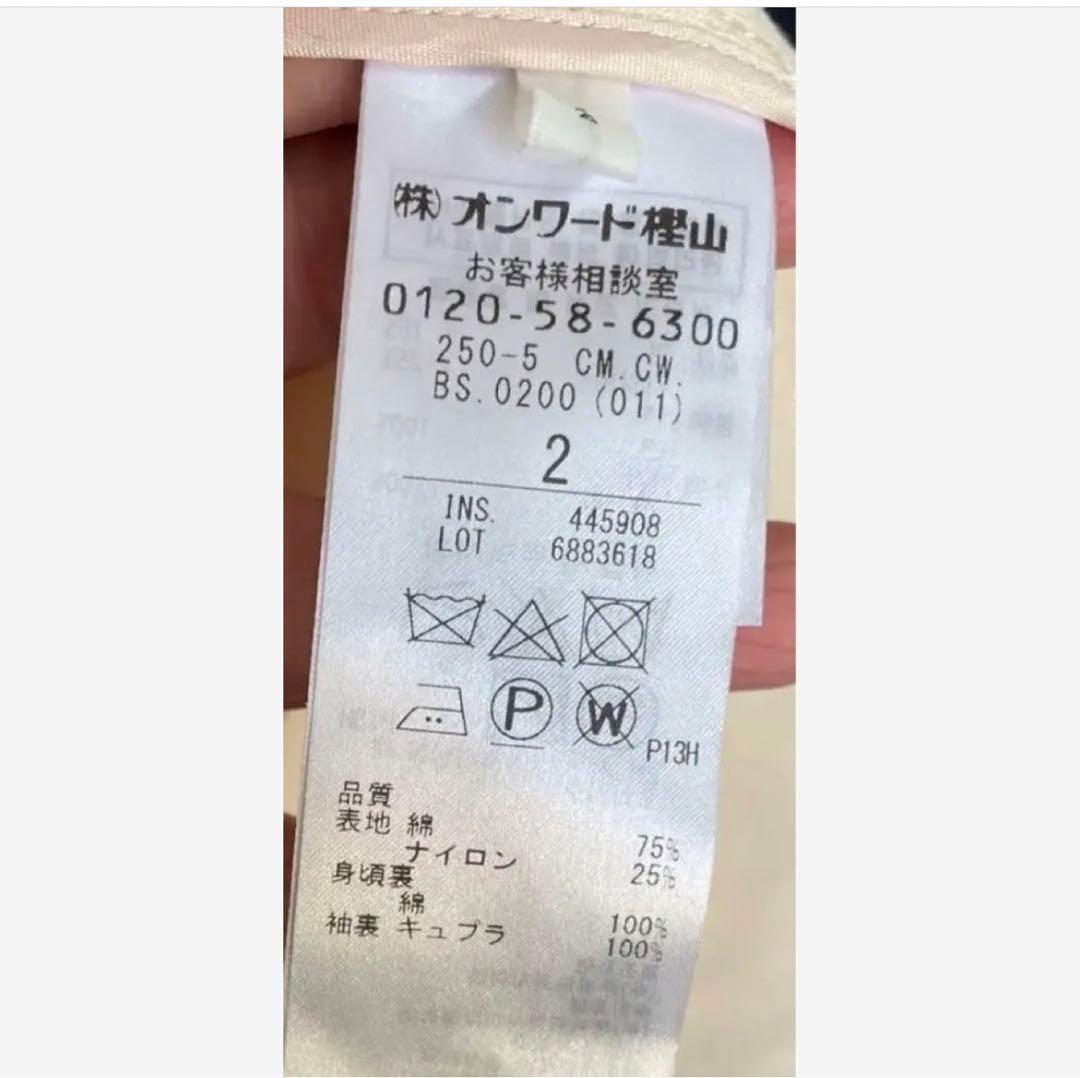 2
㈱オンワード樫山
お客様相談室
0120-58-6300
250-5 CM.CW.
BS.0200 (011)
2
INS. 445908
LOT 6883618
P W P13H
品質
表地 綿 75%
ナイロン 25%
身頃裏
綿 100%
袖裏 キュプラ 100%